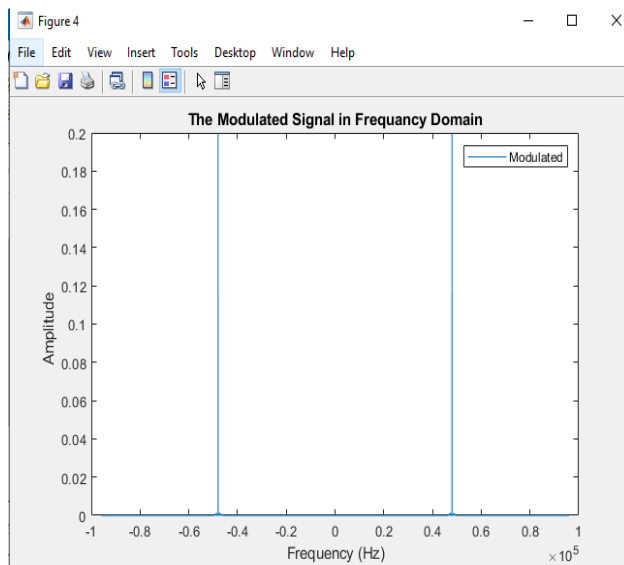 Figure 4
File Edit View Insert Tools Desktop Window Help
The Modulated Signal in Frequancy Domain
Modulated
0.2
0.18
0.16
0.14
0.12
0.1
0.08
0.06
0.04
0.02
0
Amplitude
-1 -0.8 -0.6 -0.4 -0.2 0 0.2 0.4 0.6 0.8 1
Frequency (Hz)
×10^5